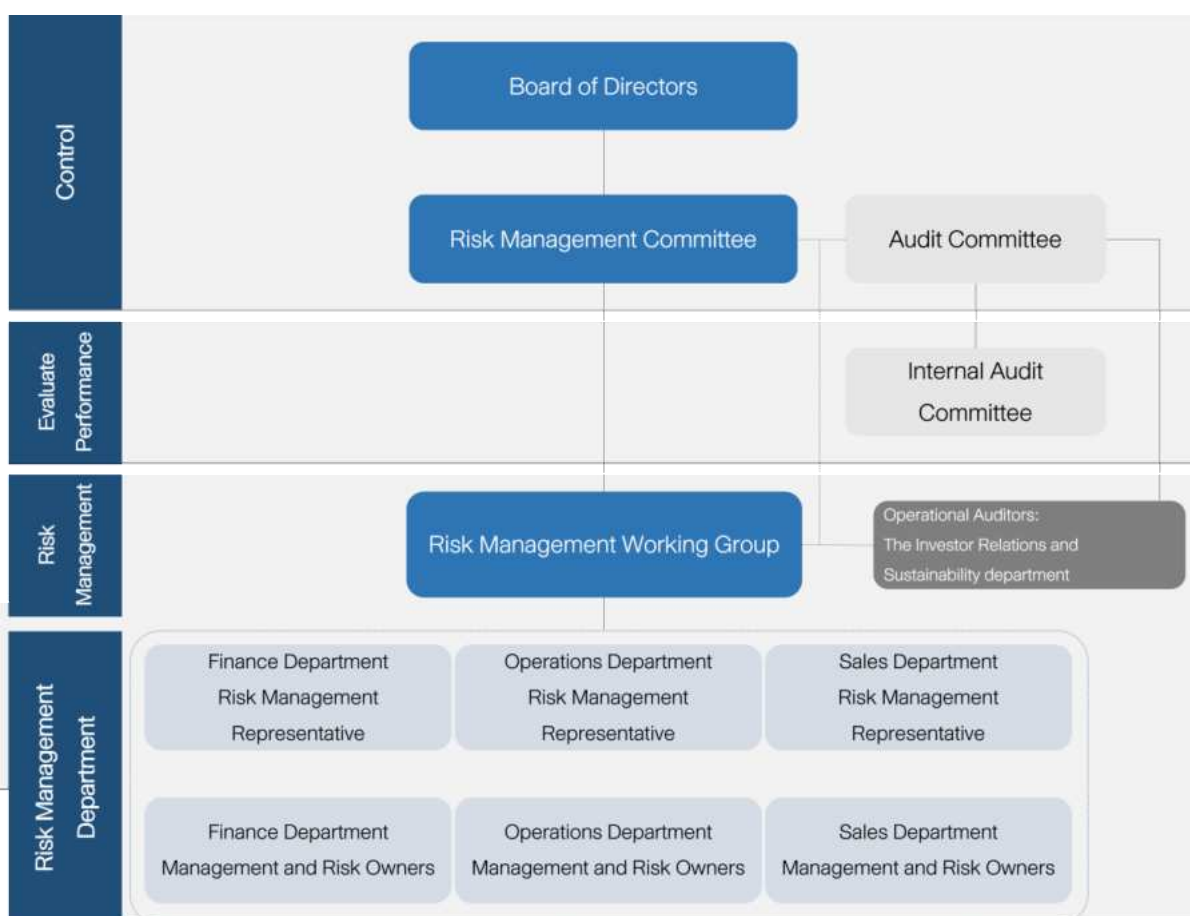 Control
Board of Directors
Risk Management Committee
Audit Committee
Evaluate
Performance
Internal Audit
Committee
Risk
Management
Risk Management Working Group
Operational Auditors:
The Investor Relations and
Sustainability department
Risk Management
Department
Finance Department
Risk Management
Representative
Operations Department
Risk Management
Representative
Sales Department
Risk Management
Representative
Finance Department
Management and Risk Owners
Operations Department
Management and Risk Owners
Sales Department
Management and Risk Owners